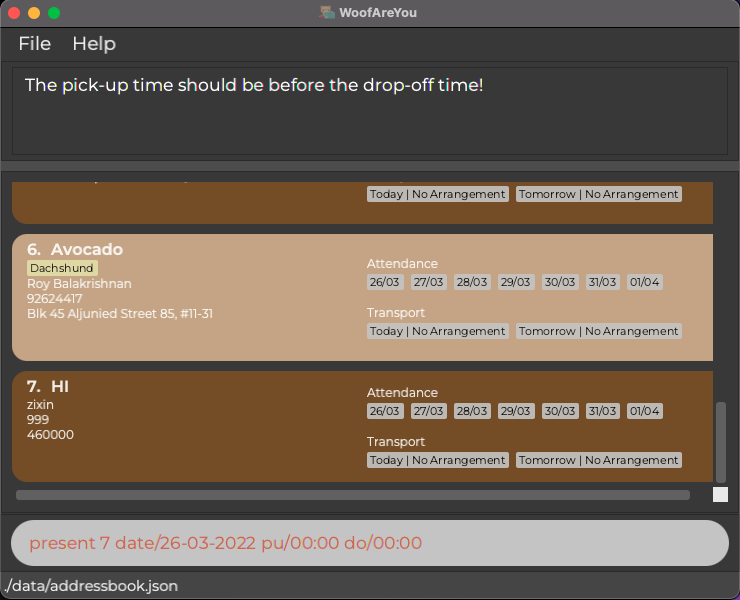 WoofAreYou
File Help
The pick-up time should be before the drop-off time!
Today | No Arrangement Tomorrow | No Arrangement
6. Avocado
Dachshund
Roy Balakrishnan
92624417
Blk 45 Aljunied Street 85, #11-31
Attendance
26/03 27/03 28/03 29/03 30/03 31/03 01/04
Transport
Today | No Arrangement Tomorrow | No Arrangement
7. HI
zixin
999
460000
Attendance
26/03 27/03 28/03 29/03 30/03 31/03 01/04
Transport
Today | No Arrangement Tomorrow | No Arrangement
present 7 date/26-03-2022 pu/00:00 do/00:00
./data/addressbook.json